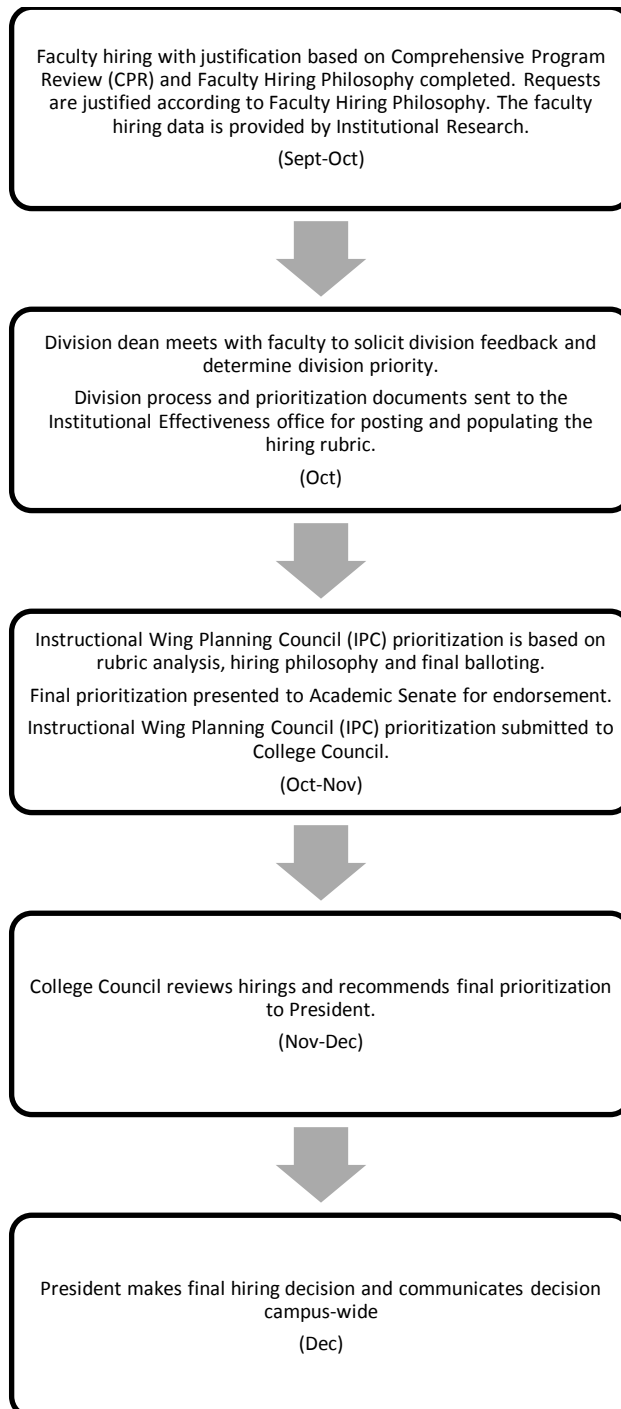 Faculty hiring with justification based on Comprehensive Program
Review (CPR) and Faculty Hiring Philosophy completed. Requests
are justified according to Faculty Hiring Philosophy. The faculty
hiring data is provided by Institutional Research.
(Sept-Oct)
Division dean meets with faculty to solicit division feedback and
determine division priority.
Division process and prioritization documents sent to the
Institutional Effectiveness office for posting and populating the
hiring rubric.
(Oct)
Instructional Wing Planning Council (IPC) prioritization is based on
rubric analysis, hiring philosophy and final balloting.
Final prioritization presented to Academic Senate for endorsement.
Instructional Wing Planning Council (IPC) prioritization submitted to
College Council.
(Oct-Nov)
College Council reviews hirings and recommends final prioritization
to President.
(Nov-Dec)
President makes final hiring decision and communicates decision
campus-wide
(Dec)